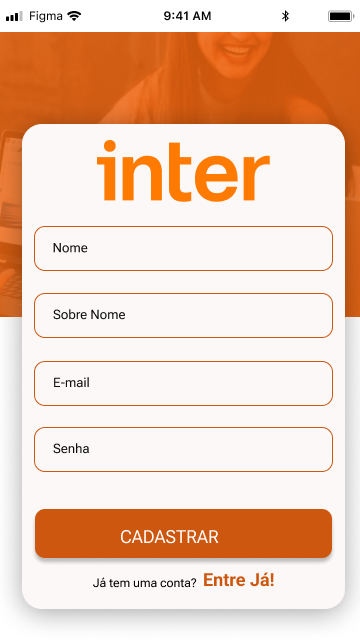 Figma 9:41 AM
inter
Nome
Sobre Nome
E-mail
Senha
CADASTRAR
Já tem uma conta? Entre Já!